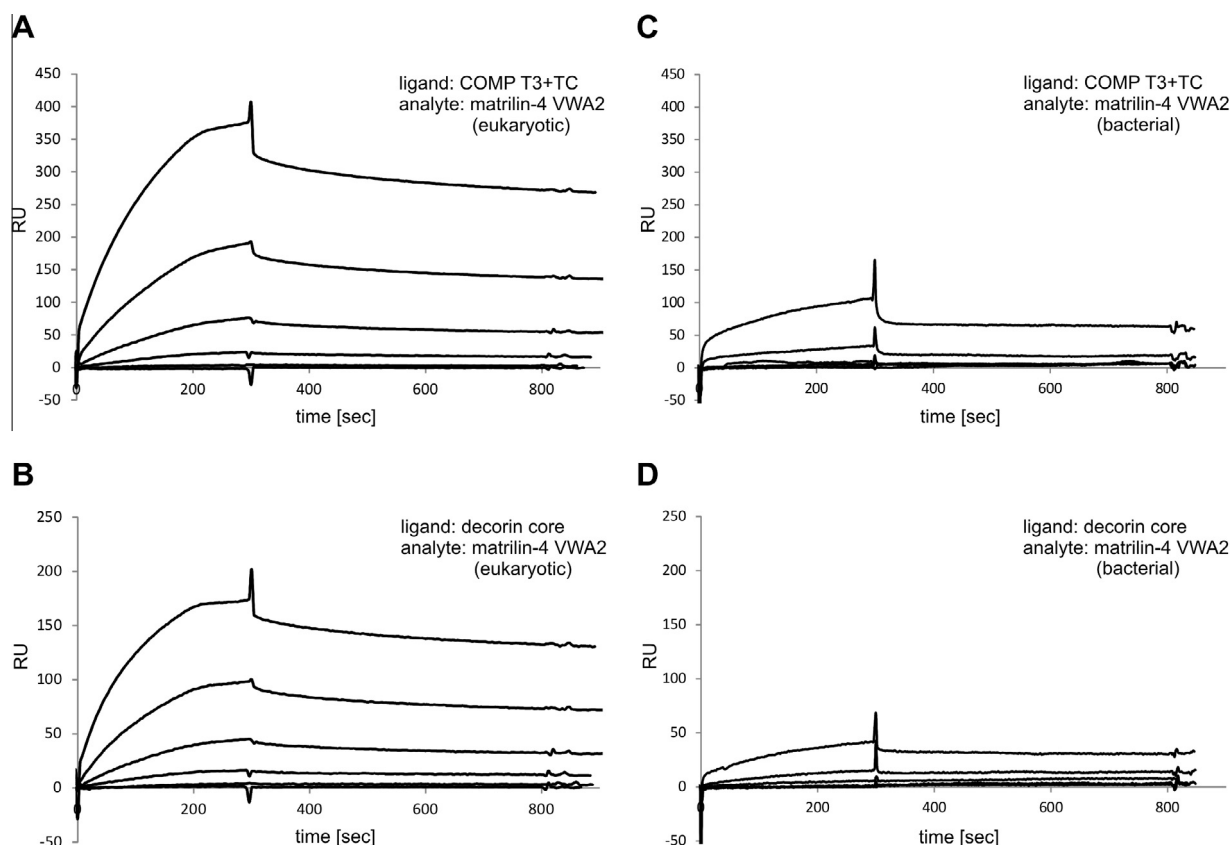 A
ligand: COMP T3+TC
analyte: matrilin-4 VWA2
(eukaryotic)
450
400
350
300
250
200
150
100
50
0
-50
RU
0 200 400 600 800
time [sec]
C
ligand: COMP T3+TC
analyte: matrilin-4 VWA2
(bacterial)
450
400
350
300
250
200
150
100
50
0
-50
RU
0 200 400 600 800
time [sec]
B
ligand: decorin core
analyte: matrilin-4 VWA2
(eukaryotic)
250
200
150
100
50
0
-50
RU
0 200 400 600 800
time [sec]
D
ligand: decorin core
analyte: matrilin-4 VWA2
(bacterial)
250
200
150
100
50
0
-50
RU
0 200 400 600 800
time [sec]